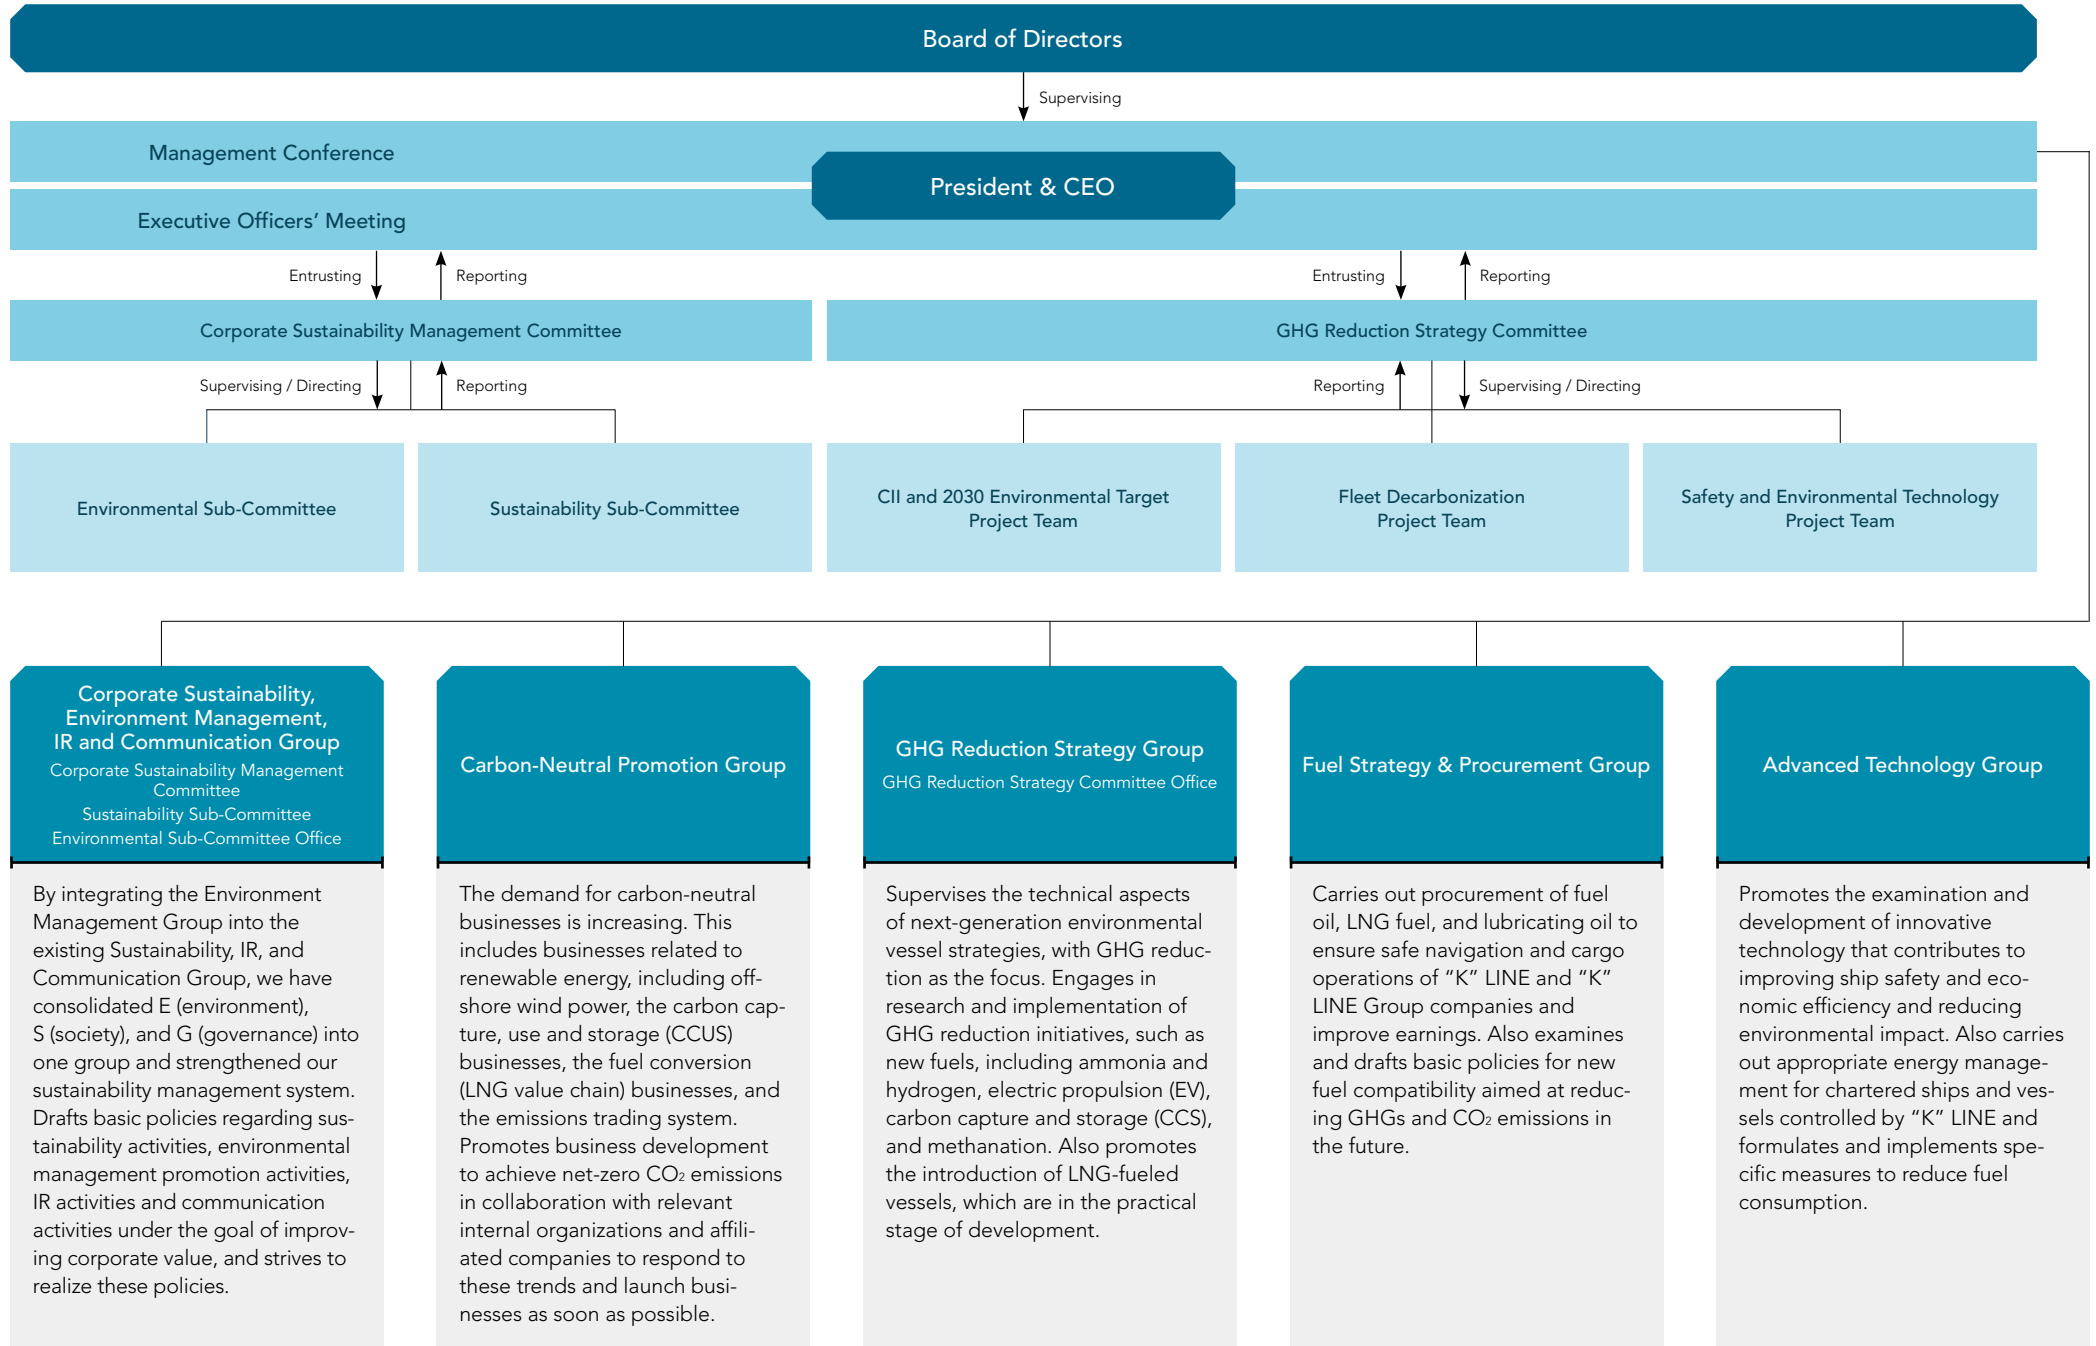 Board of Directors
Supervising
Management Conference
President & CEO
Executive Officers’ Meeting
Entrusting
Reporting
Entrusting
Reporting
Corporate Sustainability Management Committee
GHG Reduction Strategy Committee
Supervising / Directing
Reporting
Reporting
Supervising / Directing
Environmental Sub-Committee
Sustainability Sub-Committee
CII and 2030 Environmental Target
Project Team
Fleet Decarbonization
Project Team
Safety and Environmental Technology
Project Team
Corporate Sustainability,
Environment Management,
IR and Communication Group
Corporate Sustainability Management
Committee
Sustainability Sub-Committee
Environmental Sub-Committee Office
By integrating the Environment
Management Group into the
existing Sustainability, IR, and
Communication Group, we have
consolidated E (environment),
S (society), and G (governance) into
one group and strengthened our
sustainability management system.
Drafts basic policies regarding sus-
tainability activities, environmental
management promotion activities,
IR activities and communication
activities under the goal of improv-
ing corporate value, and strives to
realize these policies.
Carbon-Neutral Promotion Group
The demand for carbon-neutral
businesses is increasing. This
includes businesses related to
renewable energy, including off-
shore wind power, the carbon cap-
ture, use and storage (CCUS)
businesses, the fuel conversion
(LNG value chain) businesses, and
the emissions trading system.
Promotes business development
to achieve net-zero CO₂ emissions
in collaboration with relevant
internal organizations and affili-
ated companies to respond to
these trends and launch busi-
nesses as soon as possible.
GHG Reduction Strategy Group
GHG Reduction Strategy Committee Office
Supervises the technical aspects
of next-generation environmental
vessel strategies, with GHG reduc-
tion as the focus. Engages in
research and implementation of
GHG reduction initiatives, such as
new fuels, including ammonia and
hydrogen, electric propulsion (EV),
carbon capture and storage (CCS),
and methanation. Also promotes
the introduction of LNG-fueled
vessels, which are in the practical
stage of development.
Fuel Strategy & Procurement Group
Carries out procurement of fuel
oil, LNG fuel, and lubricating oil to
ensure safe navigation and cargo
operations of “K” LINE and “K”
LINE Group companies and
improve earnings. Also examines
and drafts basic policies for new
fuel compatibility aimed at reduc-
ing GHGs and CO₂ emissions in
the future.
Advanced Technology Group
Promotes the examination and
development of innovative
technology that contributes to
improving ship safety and eco-
nomic efficiency and reducing
environmental impact. Also carries
out appropriate energy manage-
ment for chartered ships and ves-
sels controlled by “K” LINE and
formulates and implements spe-
cific measures to reduce fuel
consumption.